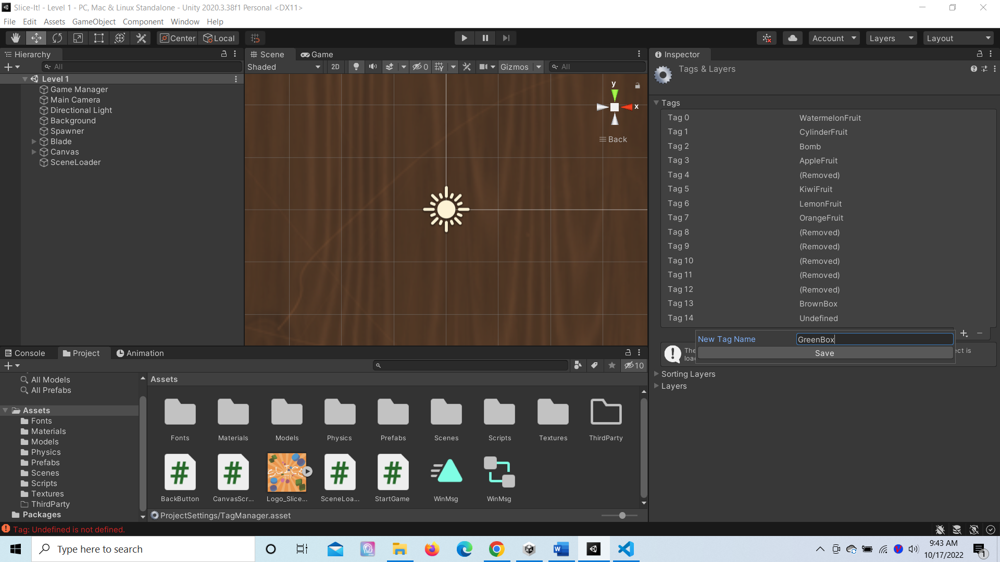 Slice-It! - Level 1 - PC, Mac & Linux Standalone - Unity 2020.3.38f1 Personal <DX11>
File Edit Assets GameObject Component Window Help
Center Local Account Layers Layout
Hierarchy
All
Level 1
Game Manager
Main Camera
Directional Light
Background
Spawner
Blade
Canvas
SceneLoader
Scene Game
Shaded 2D 0 Gizmos All
y
x
Back
Inspector
Tags & Layers
Tags
Tag 0 WatermelonFruit
Tag 1 CylinderFruit
Tag 2 Bomb
Tag 3 AppleFruit
Tag 4 (Removed)
Tag 5 KiwiFruit
Tag 6 LemonFruit
Tag 7 OrangeFruit
Tag 8 (Removed)
Tag 9 (Removed)
Tag 10 (Removed)
Tag 11 (Removed)
Tag 12 (Removed)
Tag 13 BrownBox
Tag 14 Undefined
New Tag Name GreenBox
Save
The ect is
loa
Sorting Layers
Layers
Console Project Animation
10
All Models
All Prefabs
Assets
Fonts
Materials
Models
Physics
Prefabs
Scenes
Scripts
Textures
ThirdParty
Packages
Assets
Fonts Materials Models Physics Prefabs Scenes Scripts Textures ThirdParty
BackButton CanvasScr... Logo_Slice... SceneLoa... StartGame WinMsg WinMsg
ProjectSettings/TagManager.asset
Tag: Undefined is not defined.
Type here to search
9:43 AM
10/17/2022
1